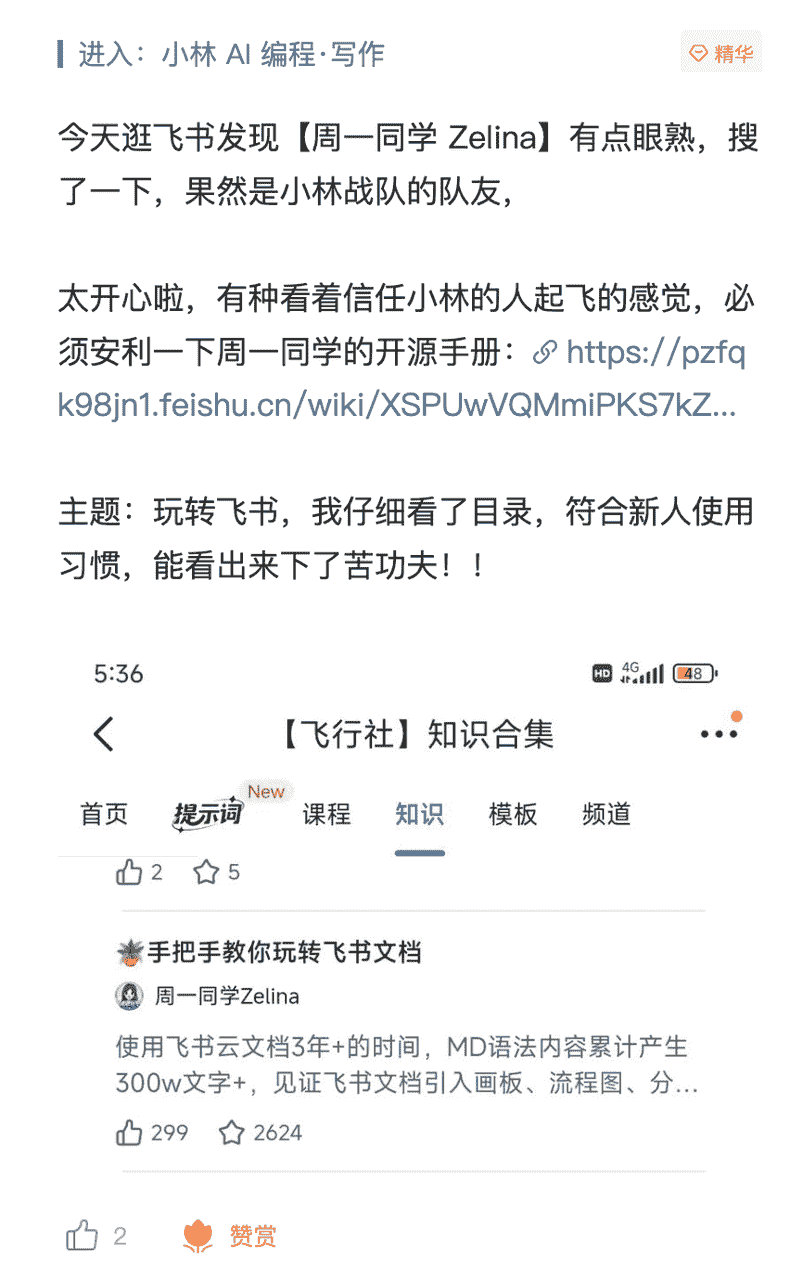 进入：小林 AI 编程·写作
精华
今天逛飞书发现【周一同学 Zelina】有点眼熟，搜
了一下，果然是小林战队的队友，
太开心啦，有种看着信任小林的人起飞的感觉，必
须安利一下周一同学的开源手册：https://pzfq
k98jn1.feishu.cn/wiki/XSPUwVQMmiPKS7kZ...
主题：玩转飞书，我仔细看了目录，符合新人使用
习惯，能看出来下了苦功夫！！
5:36 HD 4G 48
【飞行社】知识合集
首页 提示词 New 课程 知识 模板 频道
2 5
手把手教你玩转飞书文档
周一同学Zelina
使用飞书云文档3年+的时间，MD语法内容累计产生
300w文字+，见证飞书文档引入画板、流程图、分...
299 2624
2 赞赏